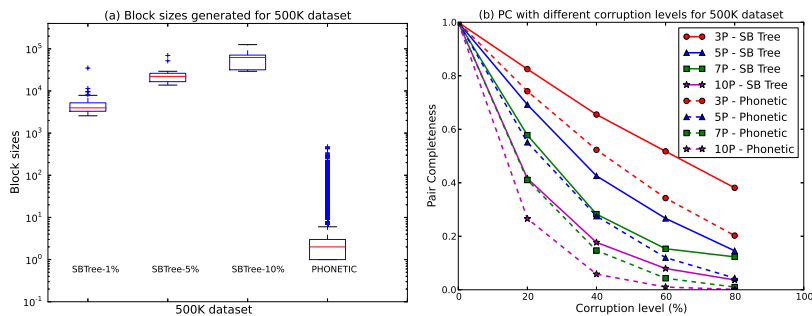 (a) Block sizes generated for 500K dataset
Block sizes
10^5
10^4
10^3
10^2
10^1
10^0
10^-1
SBTree-1%
SBTree-5%
SBTree-10%
PHONETIC
500K dataset
(b) PC with different corruption levels for 500K dataset
Pair Completeness
1.0
0.8
0.6
0.4
0.2
0.0
0
20
40
60
80
100
Corruption level (%)
3P - SB Tree
5P - SB Tree
7P - SB Tree
10P - SB Tree
3P - Phonetic
5P - Phonetic
7P - Phonetic
10P - Phonetic